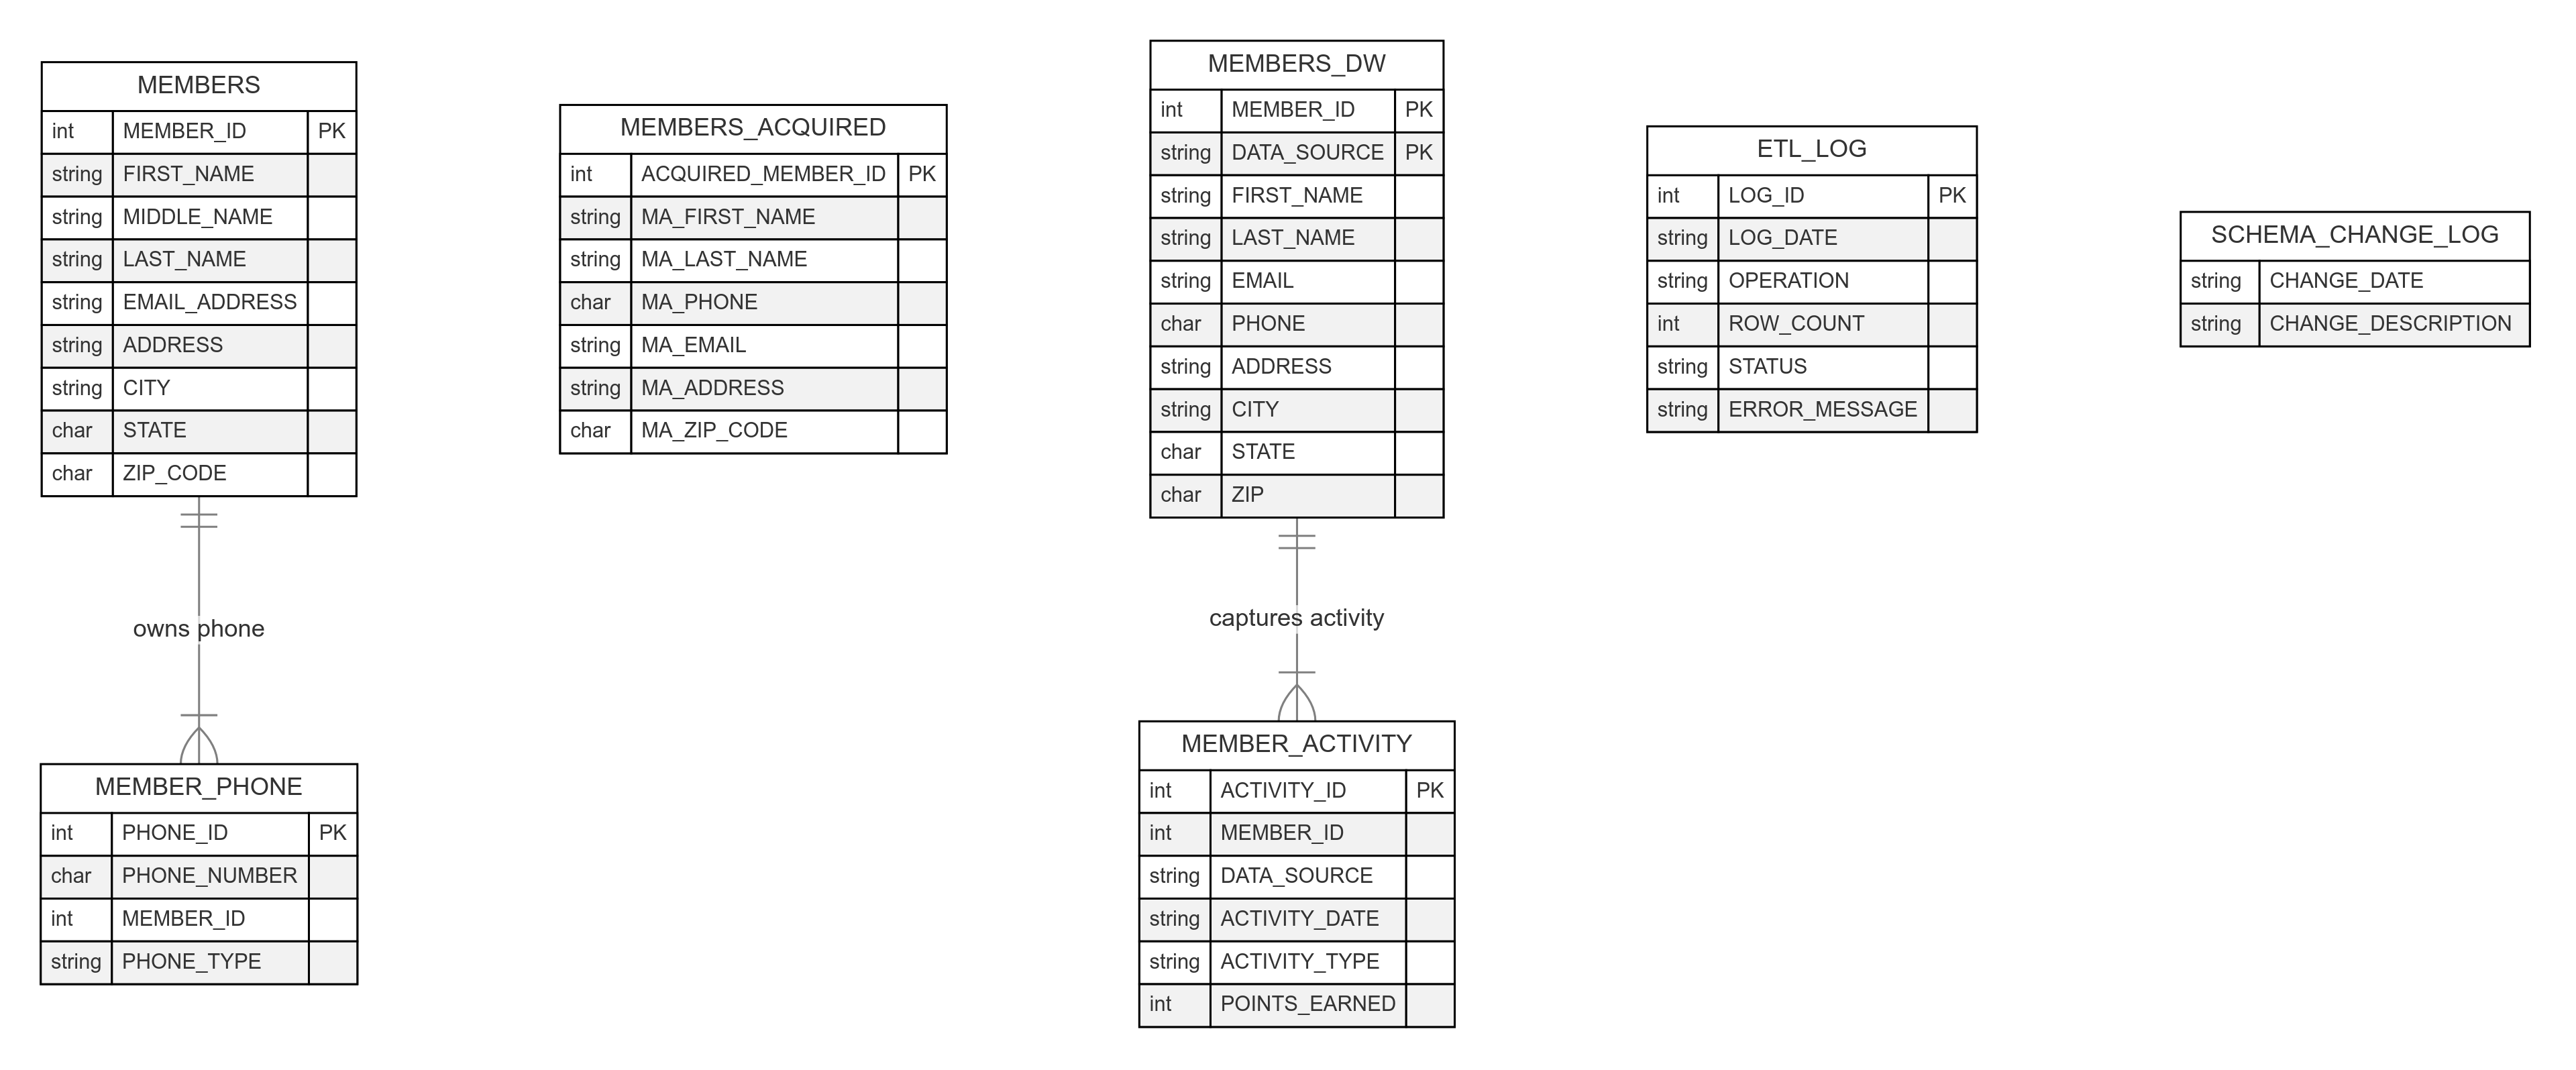 MEMBERS
int MEMBER_ID PK
string FIRST_NAME
string MIDDLE_NAME
string LAST_NAME
string EMAIL_ADDRESS
string ADDRESS
string CITY
char STATE
char ZIP_CODE
owns phone
MEMBER_PHONE
int PHONE_ID PK
char PHONE_NUMBER
int MEMBER_ID
string PHONE_TYPE
MEMBERS_ACQUIRED
int ACQUIRED_MEMBER_ID PK
string MA_FIRST_NAME
string MA_LAST_NAME
char MA_PHONE
string MA_EMAIL
string MA_ADDRESS
char MA_ZIP_CODE
MEMBERS_DW
int MEMBER_ID PK
string DATA_SOURCE PK
string FIRST_NAME
string LAST_NAME
string EMAIL
char PHONE
string ADDRESS
string CITY
char STATE
char ZIP
captures activity
MEMBER_ACTIVITY
int ACTIVITY_ID PK
int MEMBER_ID
string DATA_SOURCE
string ACTIVITY_DATE
string ACTIVITY_TYPE
int POINTS_EARNED
ETL_LOG
int LOG_ID PK
string LOG_DATE
string OPERATION
int ROW_COUNT
string STATUS
string ERROR_MESSAGE
SCHEMA_CHANGE_LOG
string CHANGE_DATE
string CHANGE_DESCRIPTION